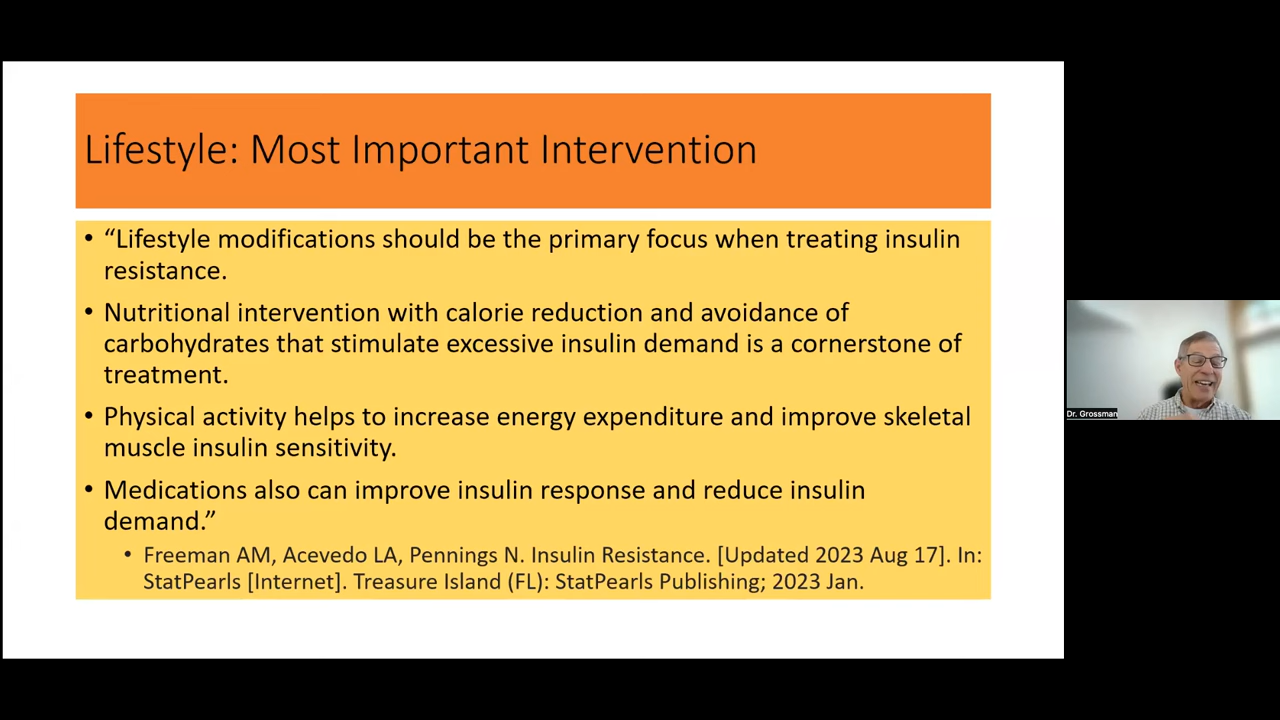 Lifestyle: Most Important Intervention
• “Lifestyle modifications should be the primary focus when treating insulin
resistance.
• Nutritional intervention with calorie reduction and avoidance of
carbohydrates that stimulate excessive insulin demand is a cornerstone of
treatment.
• Physical activity helps to increase energy expenditure and improve skeletal
muscle insulin sensitivity.
• Medications also can improve insulin response and reduce insulin
demand.”
• Freeman AM, Acevedo LA, Pennings N. Insulin Resistance. [Updated 2023 Aug 17]. In:
StatPearls [Internet]. Treasure Island (FL): StatPearls Publishing; 2023 Jan.
Dr. Grossman